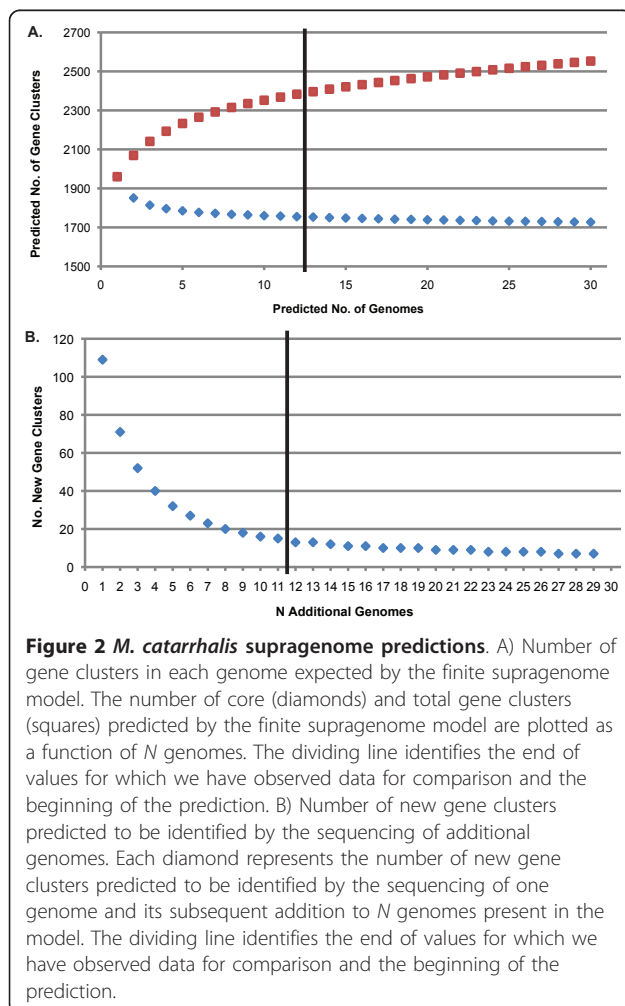 A.
2700
2500
2300
2100
1900
1700
1500
Predicted No. of Gene Clusters
0 5 10 15 20 25 30
Predicted No. of Genomes
B.
120
100
80
60
40
20
0
No. New Gene Clusters
0 1 2 3 4 5 6 7 8 9 10 11 12 13 14 15 16 17 18 19 20 21 22 23 24 25 26 27 28 29 30
N Additional Genomes
Figure 2 M. catarrhalis supragenome predictions. A) Number of
gene clusters in each genome expected by the finite supragenome
model. The number of core (diamonds) and total gene clusters
(squares) predicted by the finite supragenome model are plotted as
a function of N genomes. The dividing line identifies the end of
values for which we have observed data for comparison and the
beginning of the prediction. B) Number of new gene clusters
predicted to be identified by the sequencing of additional
genomes. Each diamond represents the number of new gene
clusters predicted to be identified by the sequencing of one
genome and its subsequent addition to N genomes present in the
model. The dividing line identifies the end of values for which we
have observed data for comparison and the beginning of the
prediction.